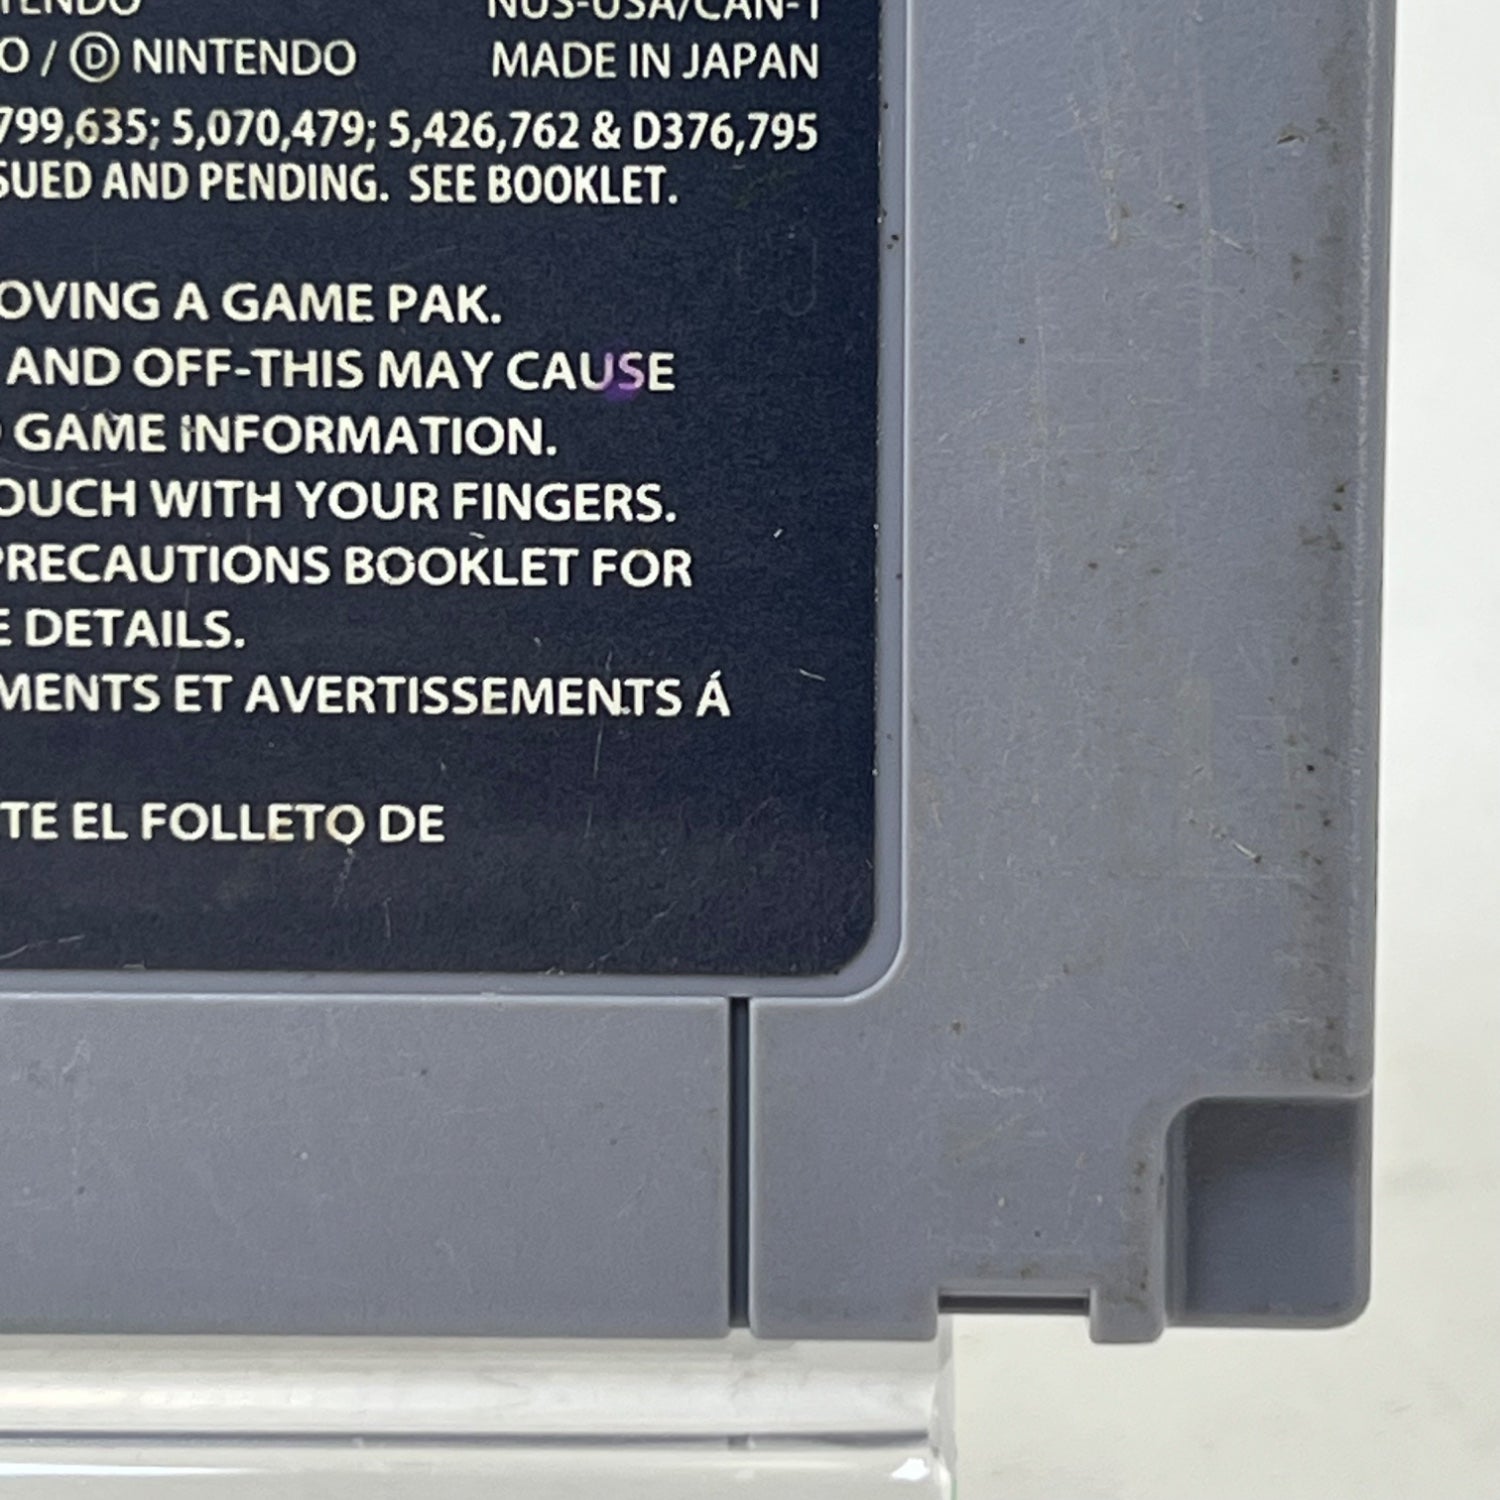 NINTENDO NUS-USA/CAN-1
O / Ⓓ NINTENDO MADE IN JAPAN
799,635; 5,070,479; 5,426,762 & D376,795
SUED AND PENDING. SEE BOOKLET.
OVING A GAME PAK.
AND OFF-THIS MAY CAUSE
GAME INFORMATION.
OUCH WITH YOUR FINGERS.
PRECAUTIONS BOOKLET FOR
E DETAILS.
MENTS ET AVERTISSEMENTS Á
TE EL FOLLETO DE